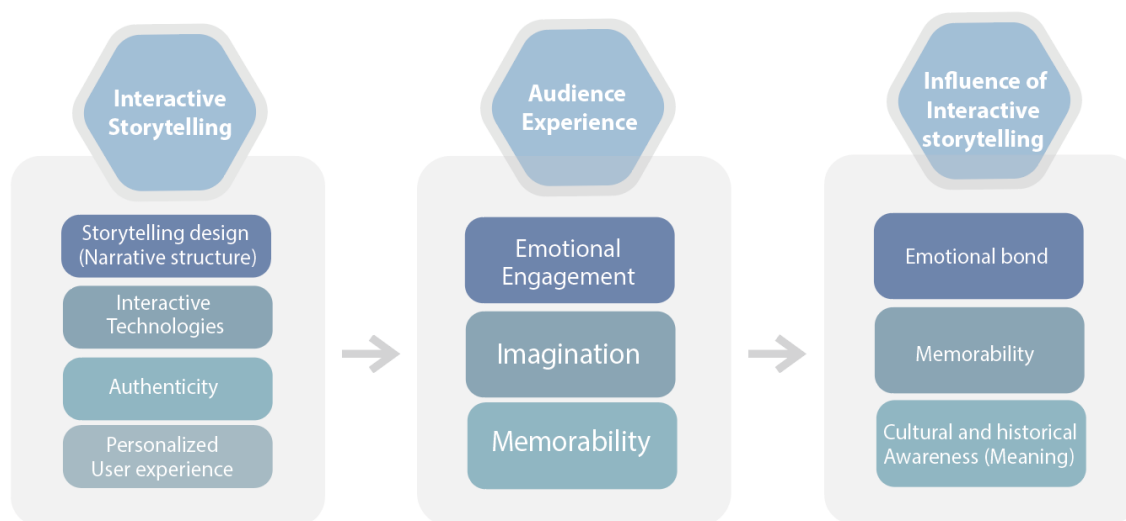 Interactive
Storytelling
Storytelling design
(Narrative structure)
Interactive
Technologies
Authenticity
Personalized
User experience
Audience
Experience
Emotional
Engagement
Imagination
Memorability
Influence of
Interactive
storytelling
Emotional bond
Memorability
Cultural and historical
Awareness (Meaning)